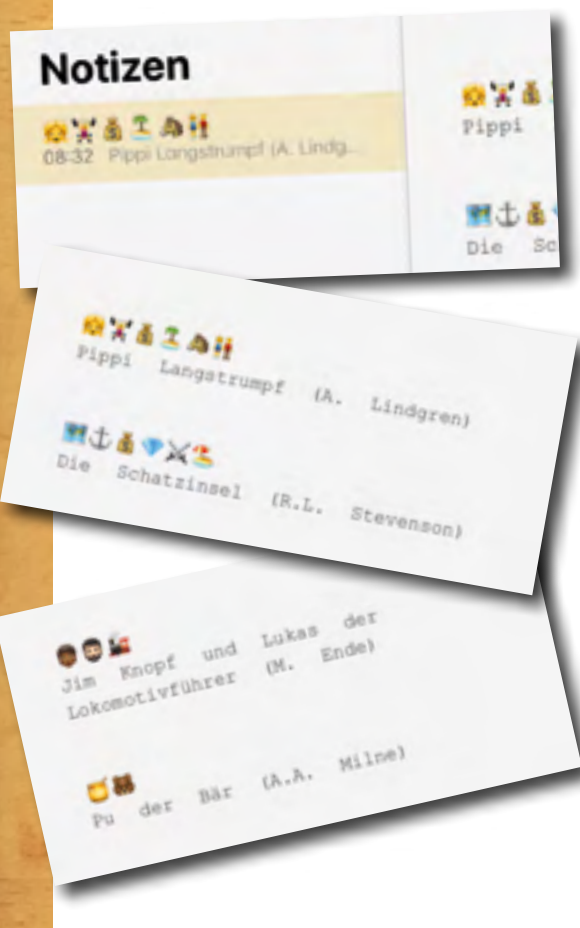 Notizen
👧🏋️‍♀️💰🏝️🐴👫
08:32 Pippi Langstrumpf (A. Lindg...
👧🏋️‍♀️💰
Pippi
🗺️⚓💰
Die Sc
👧🏋️‍♀️💰🏝️🐴👫
Pippi Langstrumpf (A. Lindgren)
🗺️⚓💰💎⚔️🏖️
Die Schatzinsel (R.L. Stevenson)
👦🏾🧔🏻🚂
Jim Knopf und Lukas der
Lokomotivführer (M. Ende)
🍯🐻
Pu der Bär (A.A. Milne)